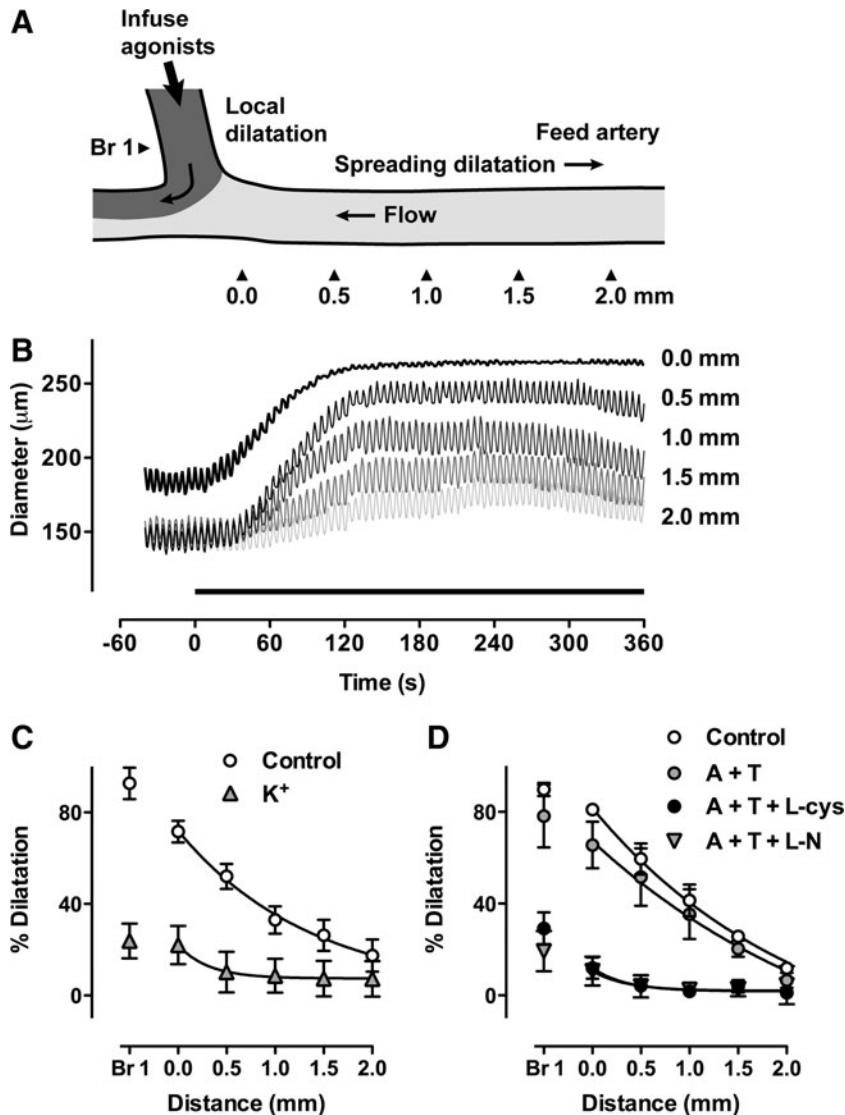 A
Infuse
agonists
Local
dilatation
Br 1
Feed artery
Spreading dilatation
Flow
0.0 0.5 1.0 1.5 2.0 mm
B
Diameter (μm)
250
200
150
0.0 mm
0.5 mm
1.0 mm
1.5 mm
2.0 mm
-60 0 60 120 180 240 300 360
Time (s)
C
Control
K+
% Dilatation
80
40
0
Br 1 0.0 0.5 1.0 1.5 2.0
Distance (mm)
D
Control
A + T
A + T + L-cys
A + T + L-N
% Dilatation
80
40
0
Br 1 0.0 0.5 1.0 1.5 2.0
Distance (mm)